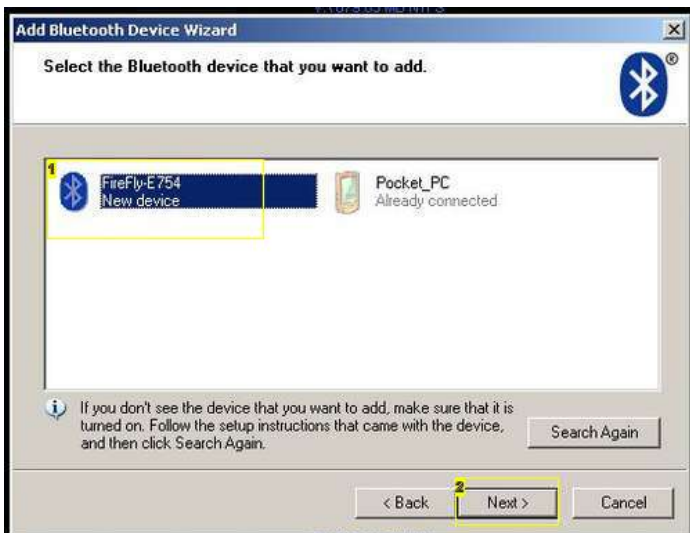 Add Bluetooth Device Wizard
Select the Bluetooth device that you want to add.
®
1
FireFly-E754
New device
Pocket_PC
Already connected
If you don't see the device that you want to add, make sure that it is
turned on. Follow the setup instructions that came with the device,
and then click Search Again.
Search Again
< Back
2
Next >
Cancel